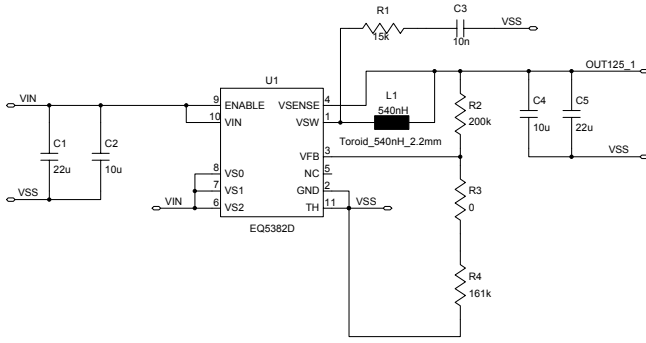 R1
15k
C3
10n
VSS
OUT125_1
U1
VIN
9
ENABLE
VSENSE
4
10
VIN
VSW
1
L1
540nH
Toroid_540nH_2.2mm
R2
200k
C4
10u
C5
22u
C1
22u
C2
10u
VFB
3
VSS
8
VS0
NC
5
VSS
7
VS1
GND
2
VIN
6
VS2
TH
11
VSS
R3
0
EQ5382D
R4
161k